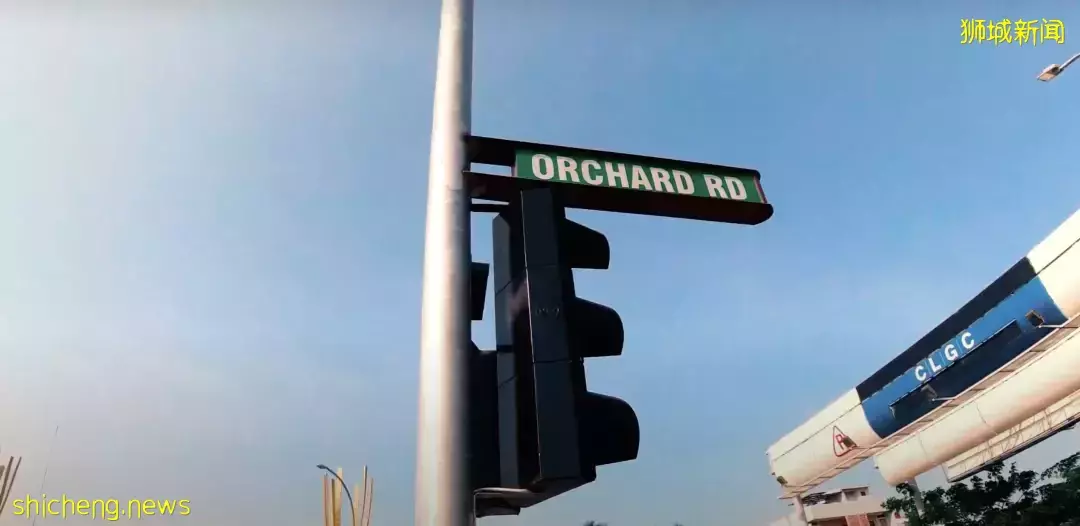 狮城新闻
ORCHARD RD
CLGC
R
shicheng.news